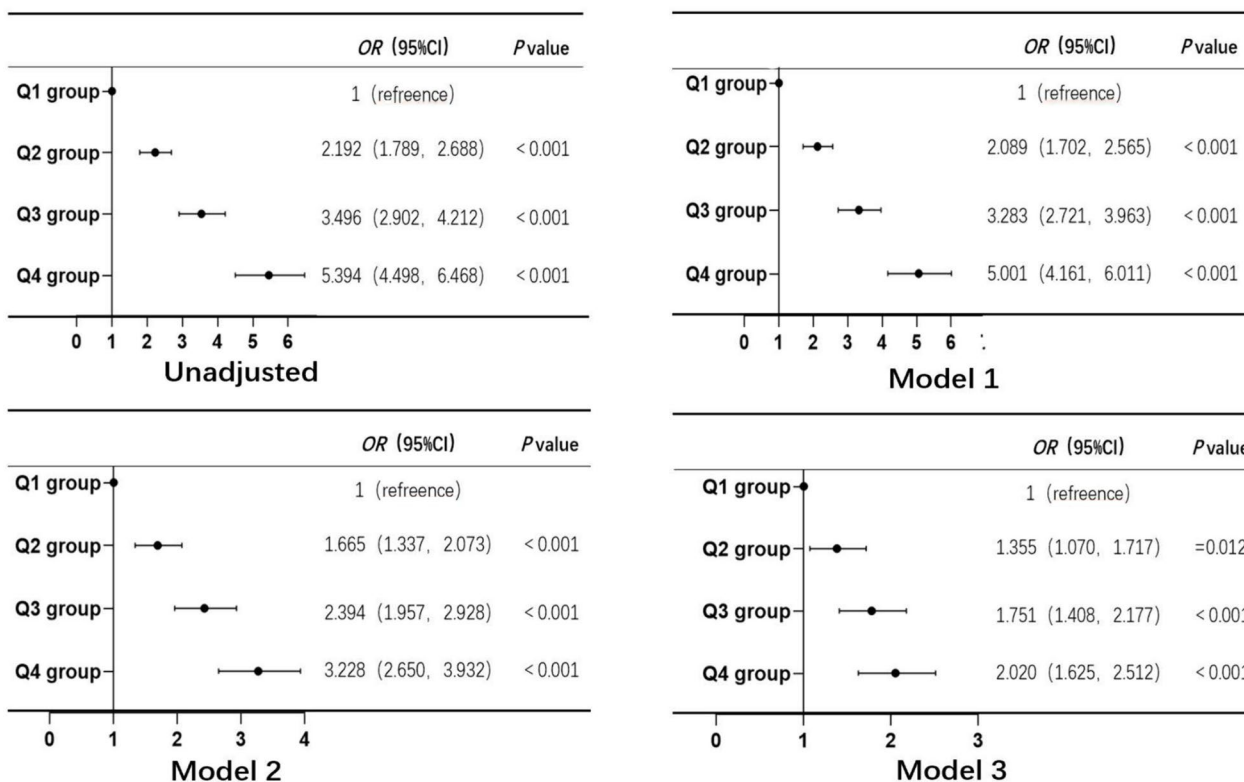 OR (95%CI) P value
Q1 group 1 (refreence)
Q2 group 2.192 (1.789, 2.688) <0.001
Q3 group 3.496 (2.902, 4.212) <0.001
Q4 group 5.394 (4.498, 6.468) <0.001
0 1 2 3 4 5 6
Unadjusted
OR (95%CI) P value
Q1 group 1 (refreence)
Q2 group 2.089 (1.702, 2.565) <0.001
Q3 group 3.283 (2.721, 3.963) <0.001
Q4 group 5.001 (4.161, 6.011) <0.001
0 1 2 3 4 5 6
Model 1
OR (95%CI) P value
Q1 group 1 (refreence)
Q2 group 1.665 (1.337, 2.073) <0.001
Q3 group 2.394 (1.957, 2.928) <0.001
Q4 group 3.228 (2.650, 3.932) <0.001
0 1 2 3 4
Model 2
OR (95%CI) P value
Q1 group 1 (refreence)
Q2 group 1.355 (1.070, 1.717) =0.012
Q3 group 1.751 (1.408, 2.177) <0.001
Q4 group 2.020 (1.625, 2.512) <0.001
0 1 2 3
Model 3